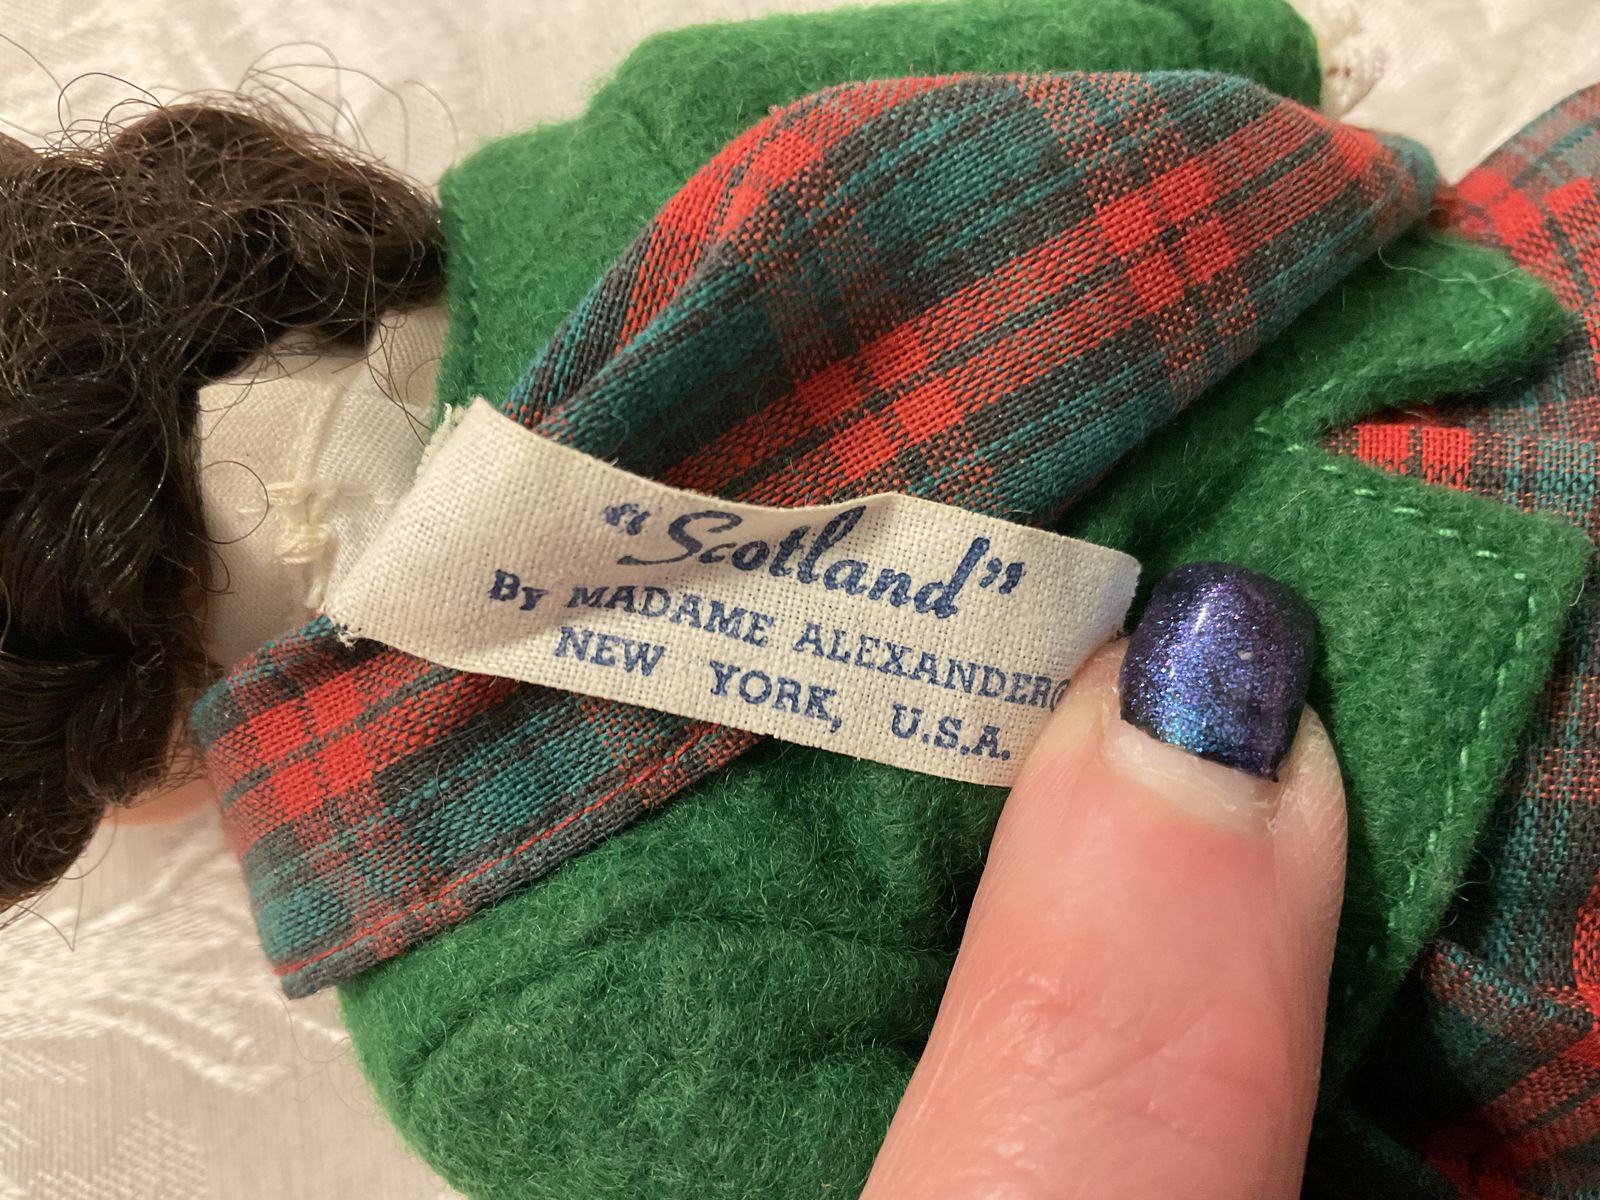 "Scotland"
By MADAME ALEXANDER®
NEW YORK, U.S.A.